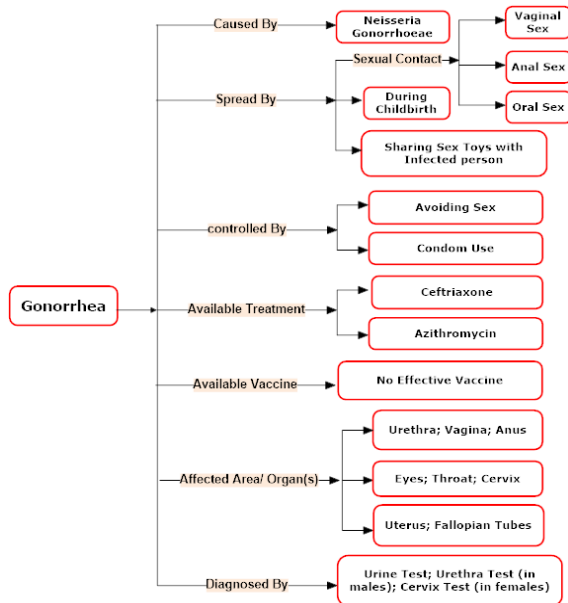 Caused By
Neisseria
Gonorrhoeae
Spread By
Sexual Contact
Vaginal
Sex
Anal Sex
Oral Sex
During
Childbirth
Sharing Sex Toys with
Infected person
controlled By
Avoiding Sex
Condom Use
Gonorrhea
Available Treatment
Ceftriaxone
Azithromycin
Available Vaccine
No Effective Vaccine
Affected Area/ Organ(s)
Urethra; Vagina; Anus
Eyes; Throat; Cervix
Uterus; Fallopian Tubes
Diagnosed By
Urine Test; Urethra Test (in
males); Cervix Test (in females)